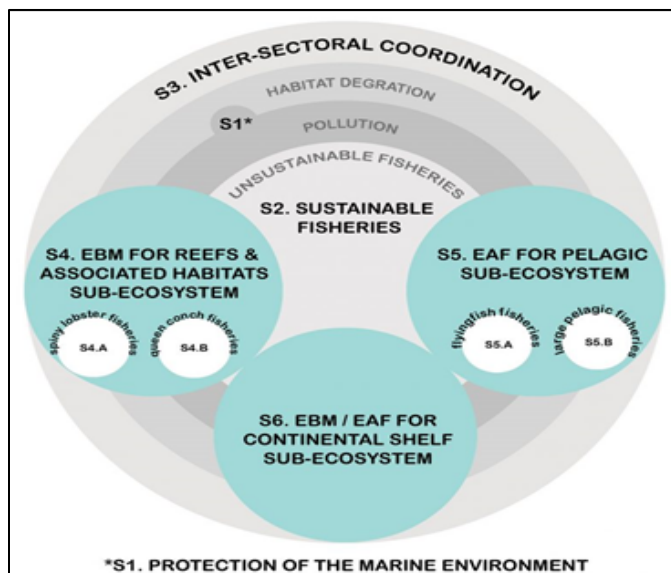 S3. INTER-SECTORAL COORDINATION
HABITAT DEGRATION
S1*
POLLUTION
UNSUSTAINABLE FISHERIES
S2. SUSTAINABLE
FISHERIES
S4. EBM FOR REEFS &
ASSOCIATED HABITATS
SUB-ECOSYSTEM
spiny lobster fisheries
S4.A
queen conch fisheries
S4.B
S5. EAF FOR PELAGIC
SUB-ECOSYSTEM
flyingfish fisheries
S5.A
large pelagic fisheries
S5.B
S6. EBM / EAF FOR
CONTINENTAL SHELF
SUB-ECOSYSTEM
*S1. PROTECTION OF THE MARINE ENVIRONMENT